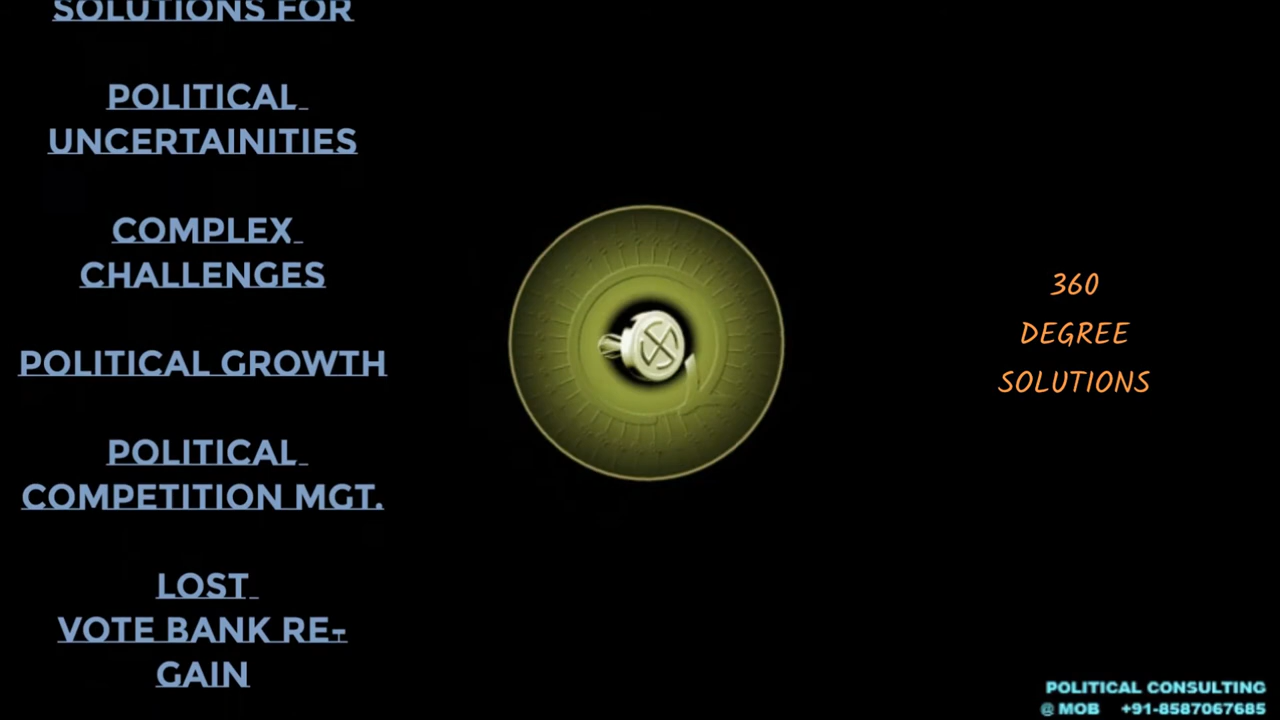 SOLUTIONS FOR
POLITICAL
UNCERTAINITIES
COMPLEX
CHALLENGES
POLITICAL GROWTH
POLITICAL
COMPETITION MGT.
LOST
VOTE BANK RE-
GAIN
360
DEGREE
SOLUTIONS
POLITICAL CONSULTING
@ MOB +91-8587067685